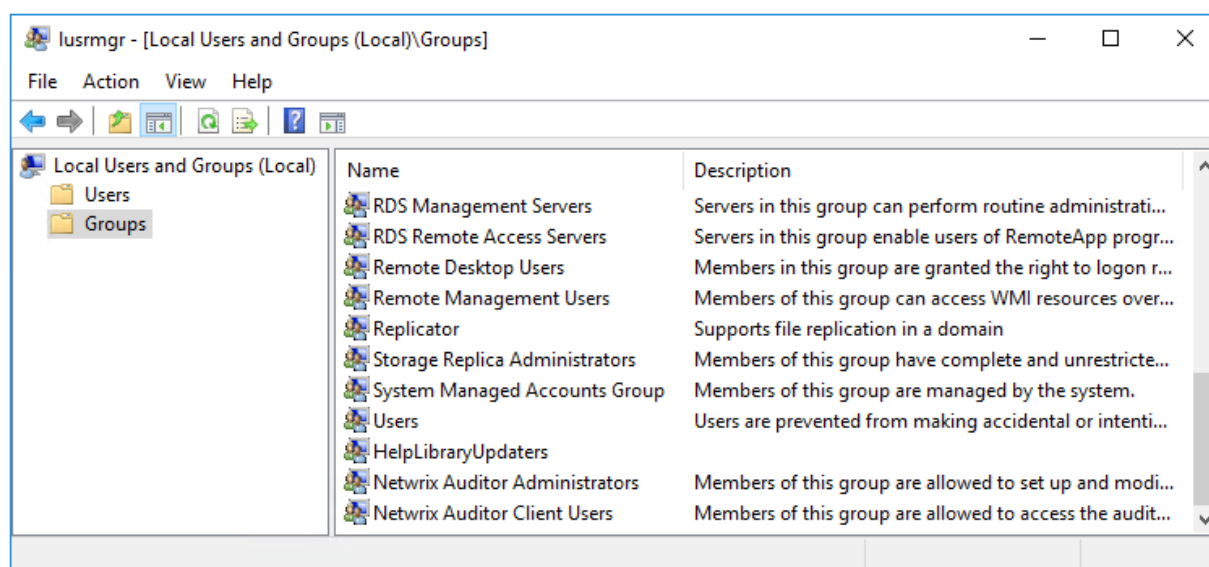 lusrmgr - [Local Users and Groups (Local)\Groups]
File Action View Help
Local Users and Groups (Local)
Users
Groups
Name Description
RDS Management Servers Servers in this group can perform routine administrati...
RDS Remote Access Servers Servers in this group enable users of RemoteApp progr...
Remote Desktop Users Members in this group are granted the right to logon r...
Remote Management Users Members of this group can access WMI resources over...
Replicator Supports file replication in a domain
Storage Replica Administrators Members of this group have complete and unrestricte...
System Managed Accounts Group Members of this group are managed by the system.
Users Users are prevented from making accidental or intenti...
HelpLibraryUpdaters
Netwrix Auditor Administrators Members of this group are allowed to set up and modi...
Netwrix Auditor Client Users Members of this group are allowed to access the audit...